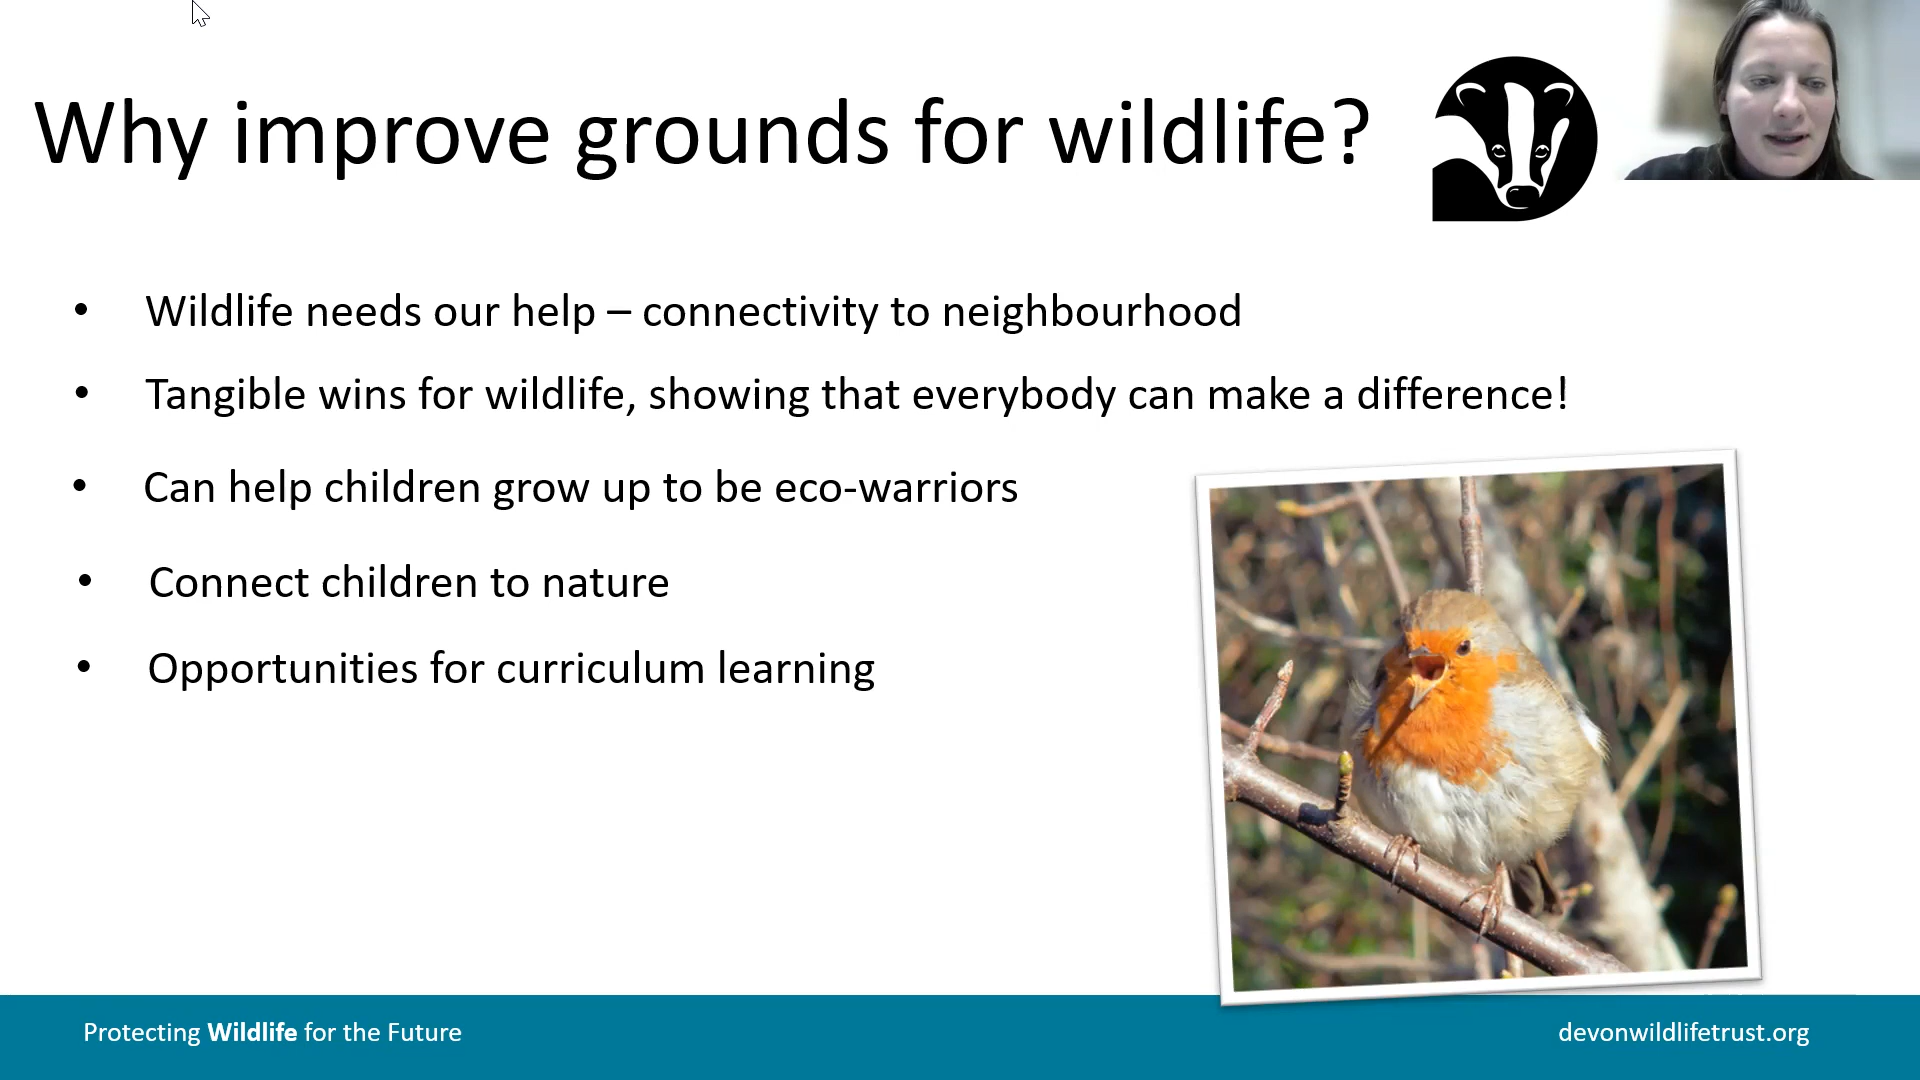 Why improve grounds for wildlife?
• Wildlife needs our help – connectivity to neighbourhood
• Tangible wins for wildlife, showing that everybody can make a difference!
• Can help children grow up to be eco-warriors
• Connect children to nature
• Opportunities for curriculum learning
Protecting Wildlife for the Future
devonwildlifetrust.org